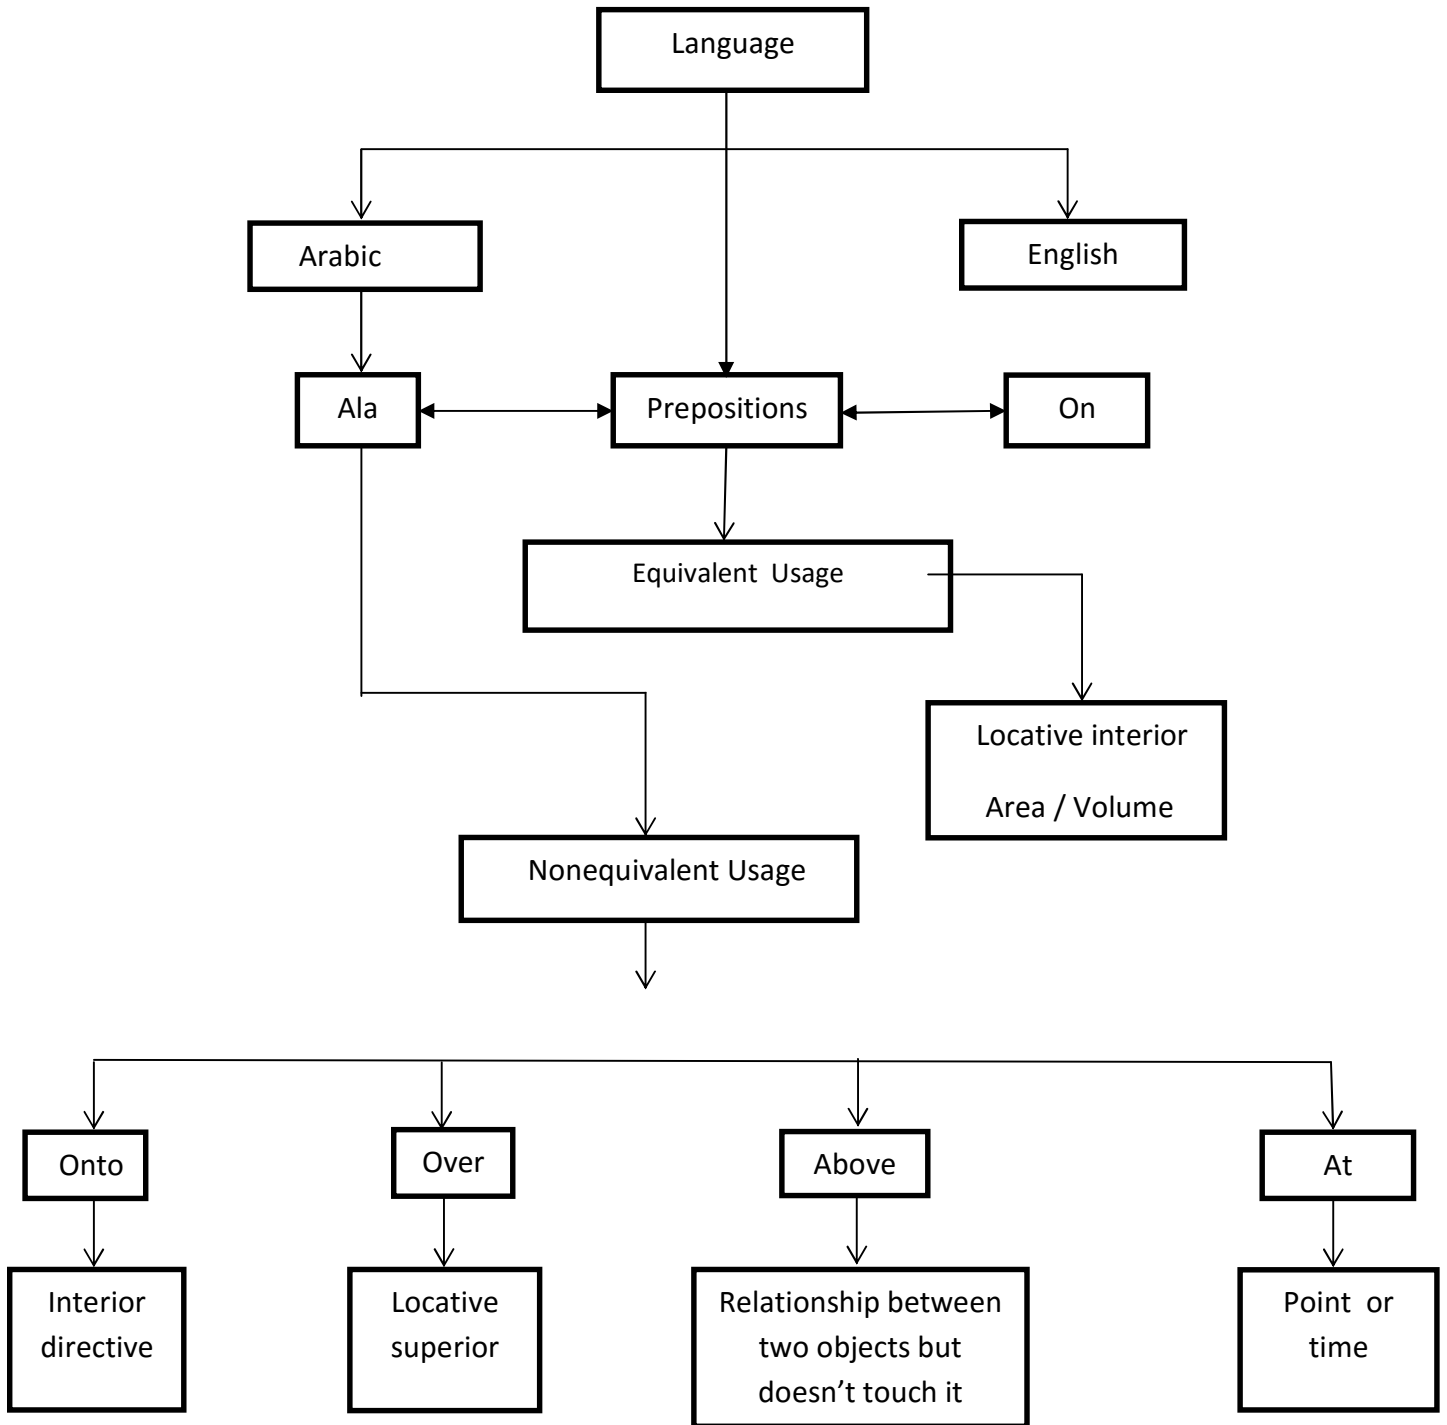 Language
Arabic
English
Ala
Prepositions
On
Equivalent Usage
Locative interior
Area / Volume
Nonequivalent Usage
Onto
Over
Above
At
Interior
directive
Locative
superior
Relationship between
two objects but
doesn’t touch it
Point or
time